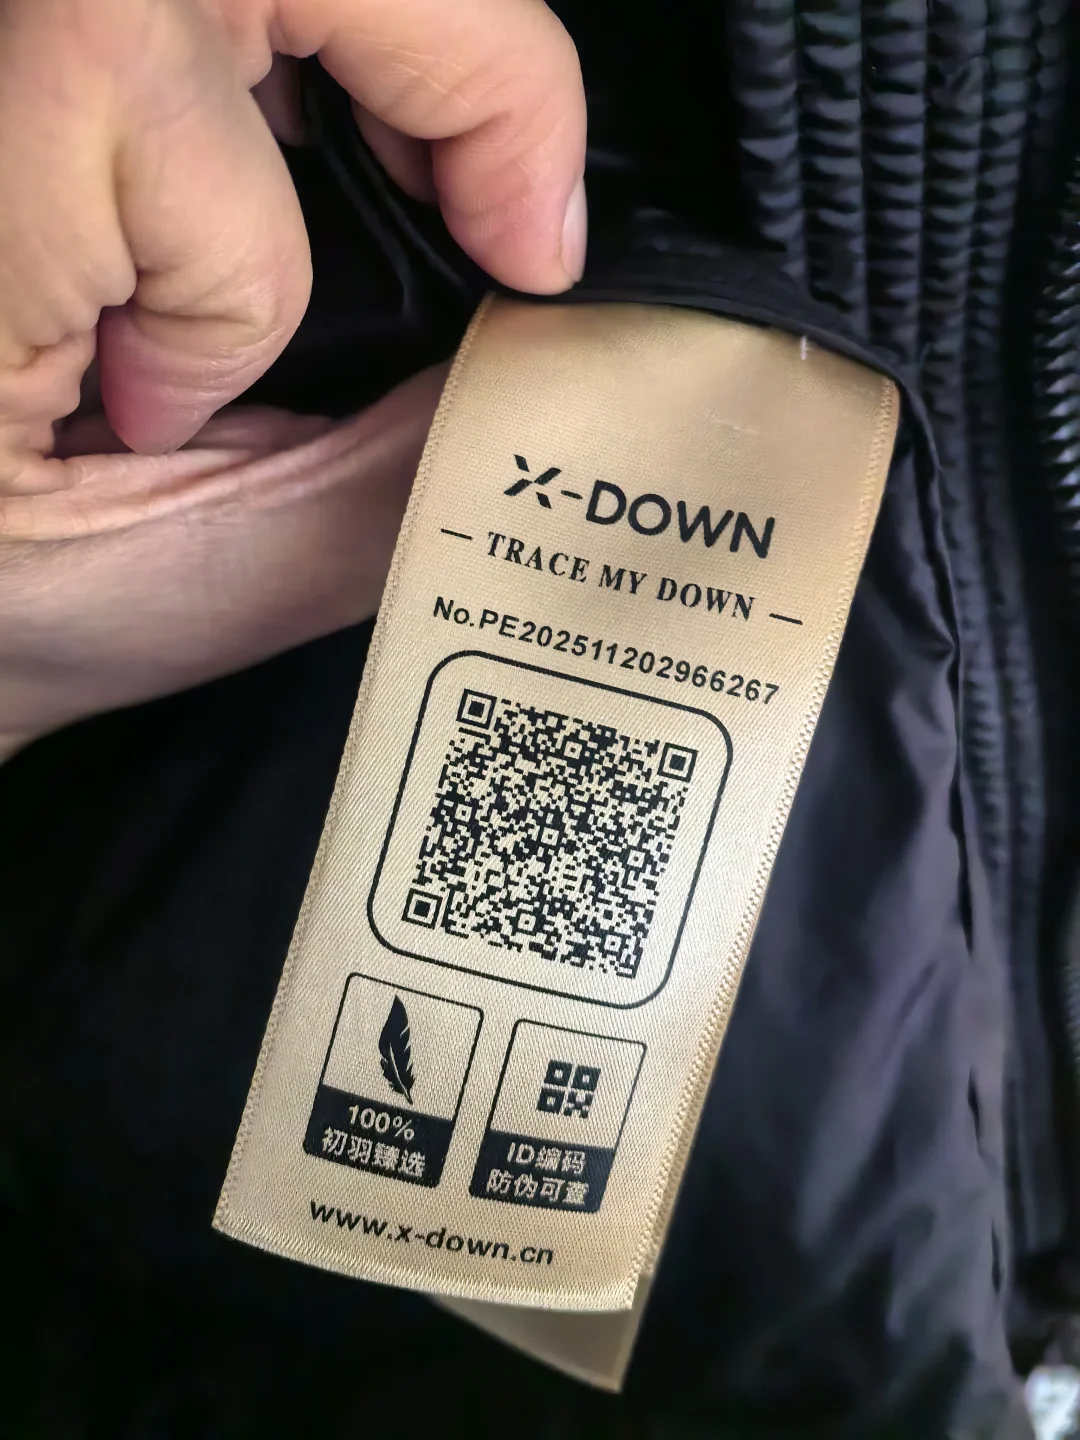 X-DOWN
— TRACE MY DOWN —
No.PE202511202966267
100%
初羽臻选
ID编码
防伪可查
www.x-down.cn